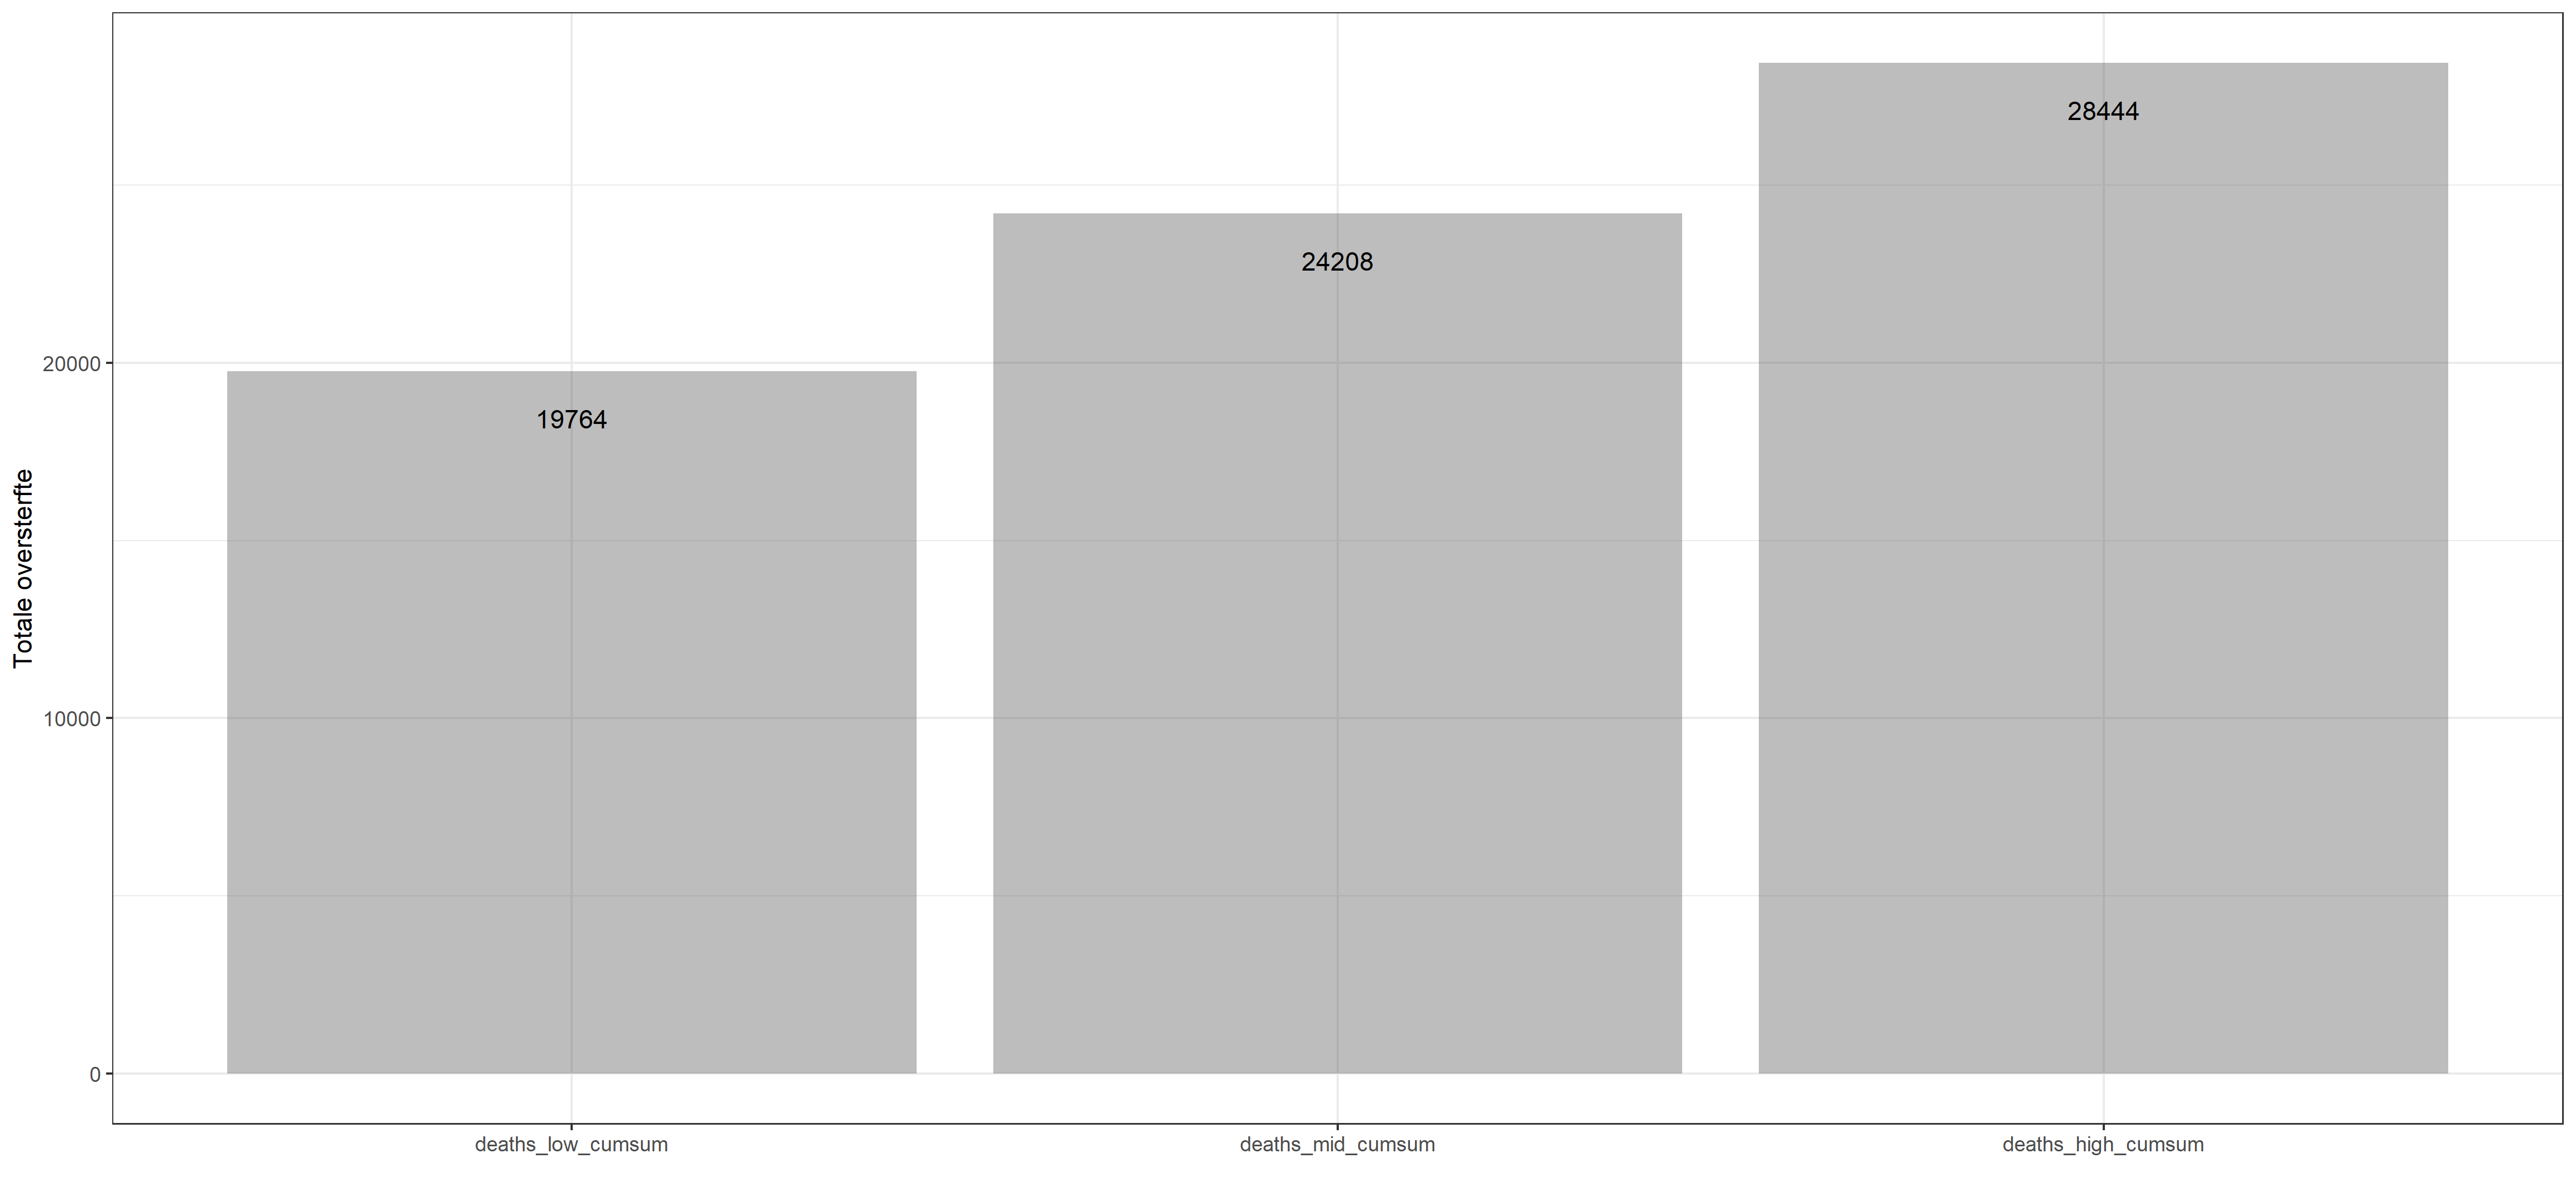 Totale oversterfte
20000
10000
0
19764
24208
28444
deaths_low_cumsum
deaths_mid_cumsum
deaths_high_cumsum